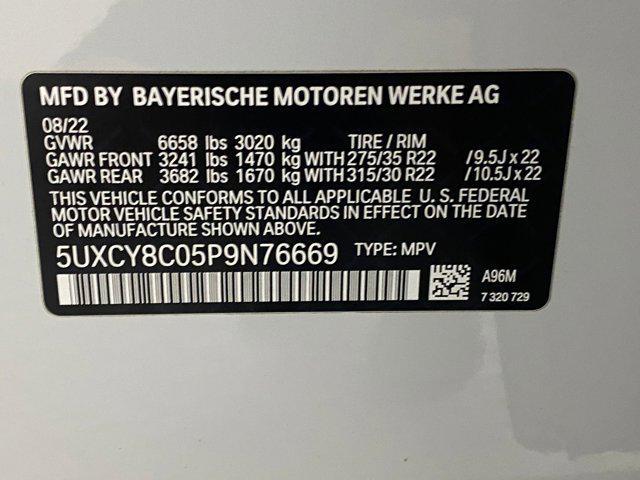 MFD BY BAYERISCHE MOTOREN WERKE AG
08/22
GVWR 6658 lbs 3020 kg TIRE / RIM
GAWR FRONT 3241 lbs 1470 kg WITH 275/35 R22 /9.5J x 22
GAWR REAR 3682 lbs 1670 kg WITH 315/30 R22 /10.5J x 22
THIS VEHICLE CONFORMS TO ALL APPLICABLE U. S. FEDERAL
MOTOR VEHICLE SAFETY STANDARDS IN EFFECT ON THE DATE
OF MANUFACTURE SHOWN ABOVE.
5UXCY8C05P9N76669 TYPE: MPV
A96M
7 320 729